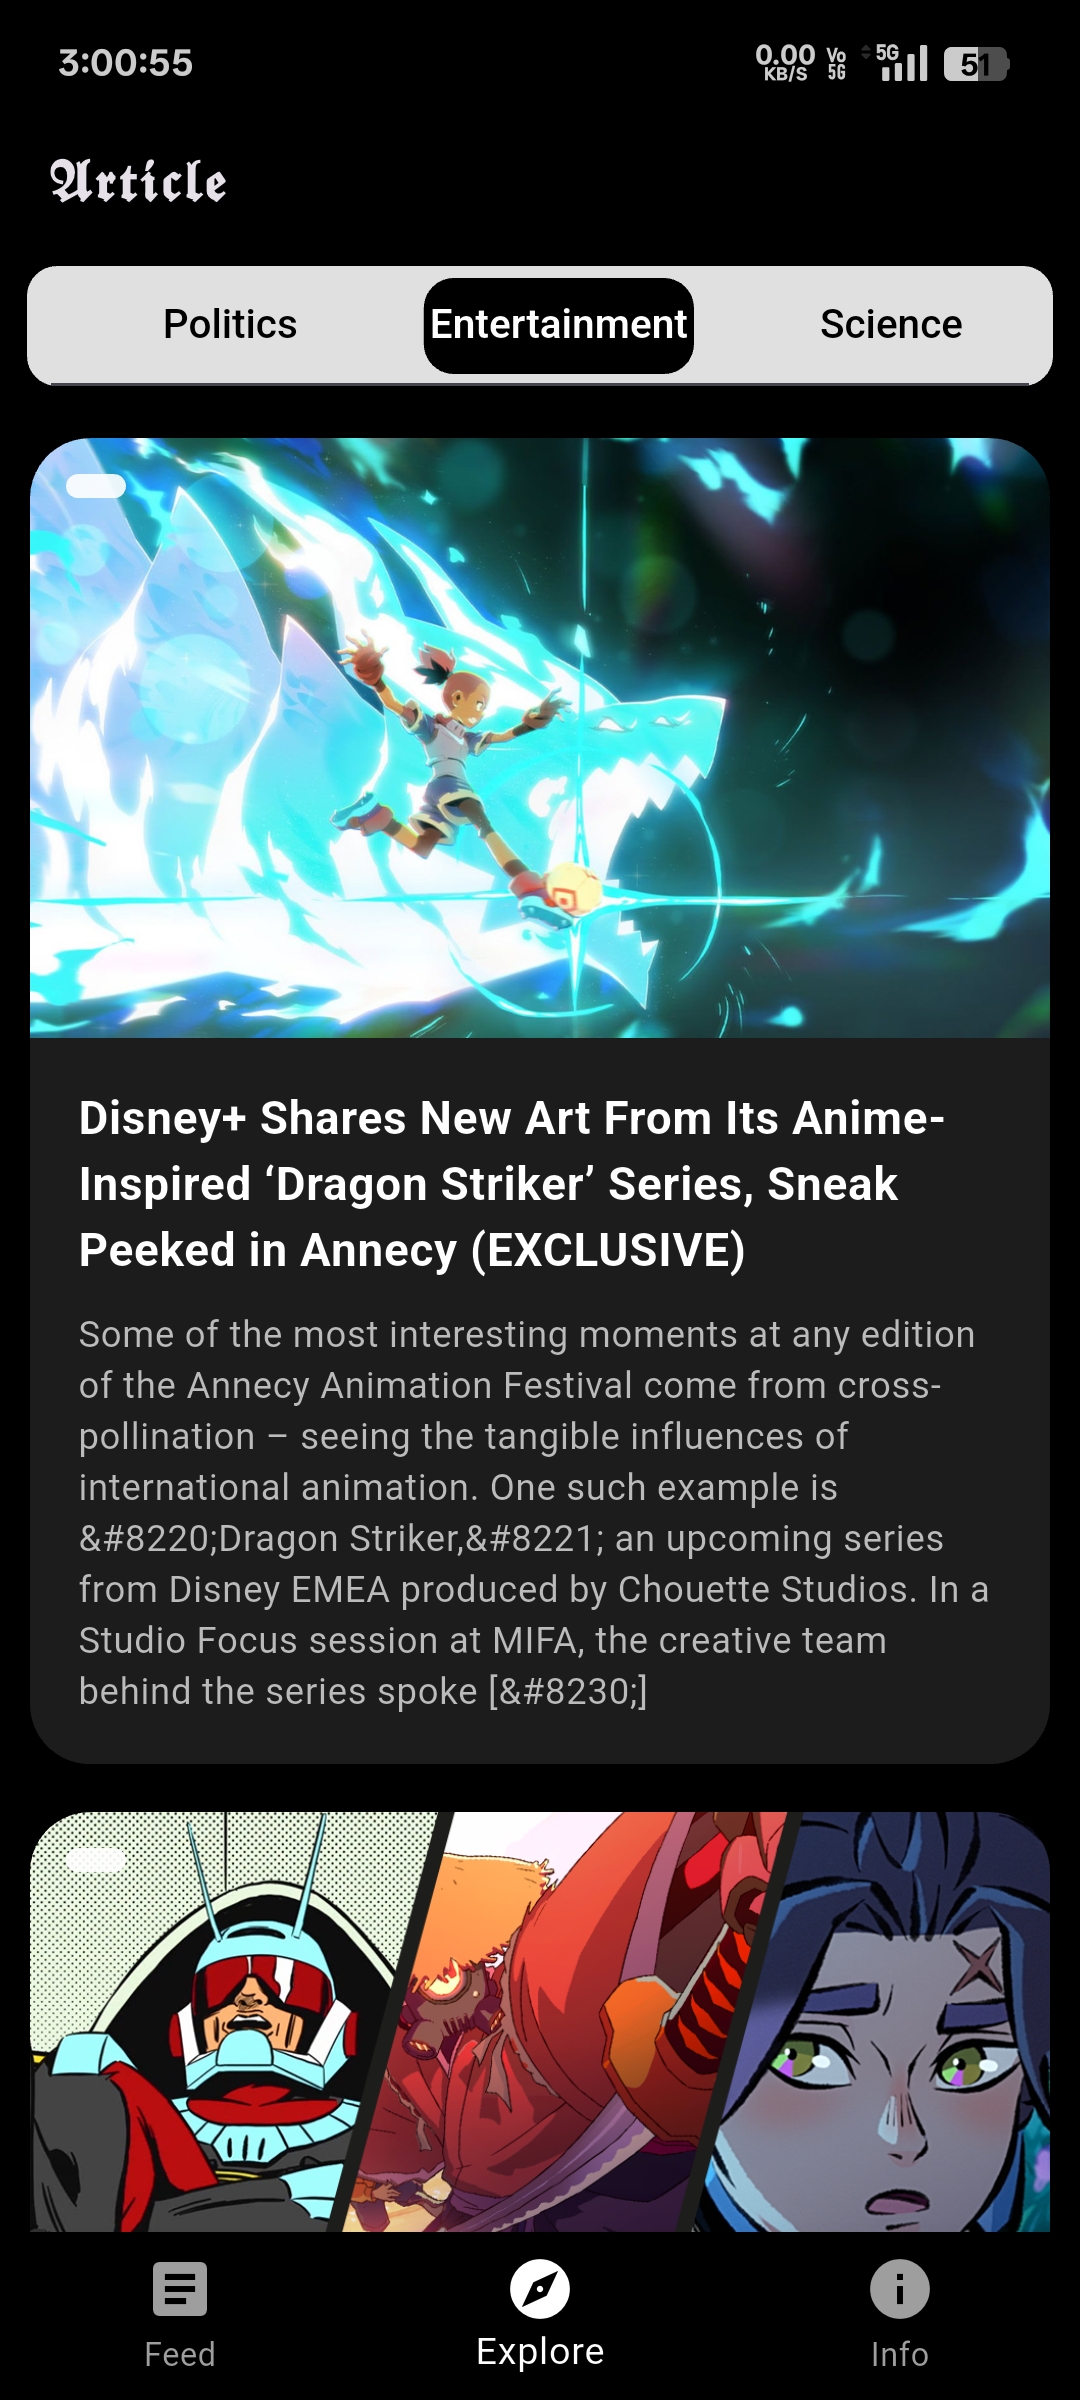 3:00:55
0.00 KB/S Vo 5G 5G 51
Article
Politics Entertainment Science
Disney+ Shares New Art From Its Anime-
Inspired ‘Dragon Striker’ Series, Sneak
Peeked in Annecy (EXCLUSIVE)
Some of the most interesting moments at any edition
of the Annecy Animation Festival come from cross-
pollination – seeing the tangible influences of
international animation. One such example is
&#8220;Dragon Striker,&#8221; an upcoming series
from Disney EMEA produced by Chouette Studios. In a
Studio Focus session at MIFA, the creative team
behind the series spoke [&#8230;]
Feed Explore Info